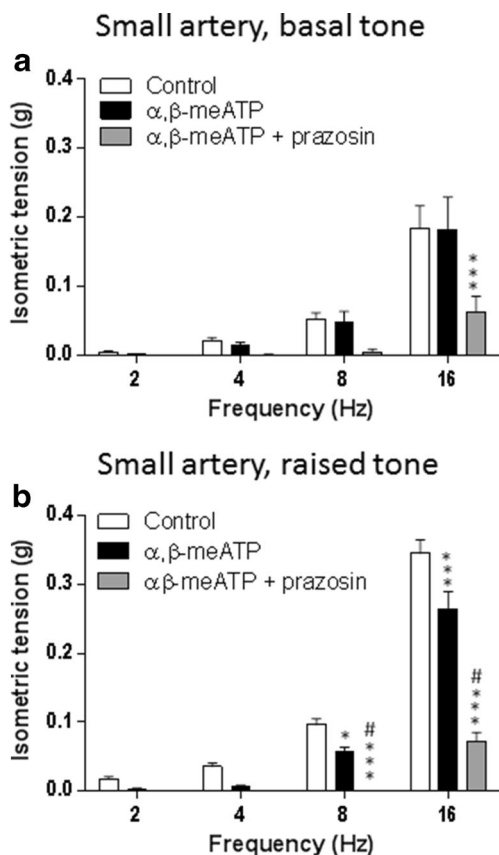 Small artery, basal tone
a
Control
α,β-meATP
α,β-meATP + prazosin
Isometric tension (g)
0.4
0.3
0.2
0.1
0.0
***
2 4 8 16
Frequency (Hz)
Small artery, raised tone
b
Control
α,β-meATP
αβ-meATP + prazosin
Isometric tension (g)
0.4
0.3
0.2
0.1
0.0
* #*** *** #***
2 4 8 16
Frequency (Hz)